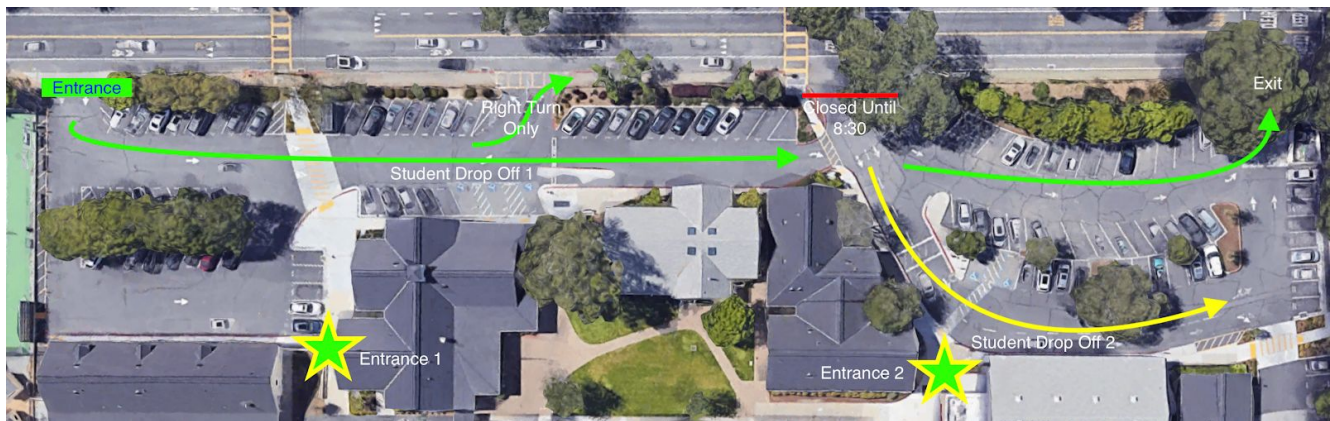 Entrance
Right Turn
Only
Closed Until
8:30
Exit
Student Drop Off 1
Student Drop Off 2
Entrance 1
Entrance 2